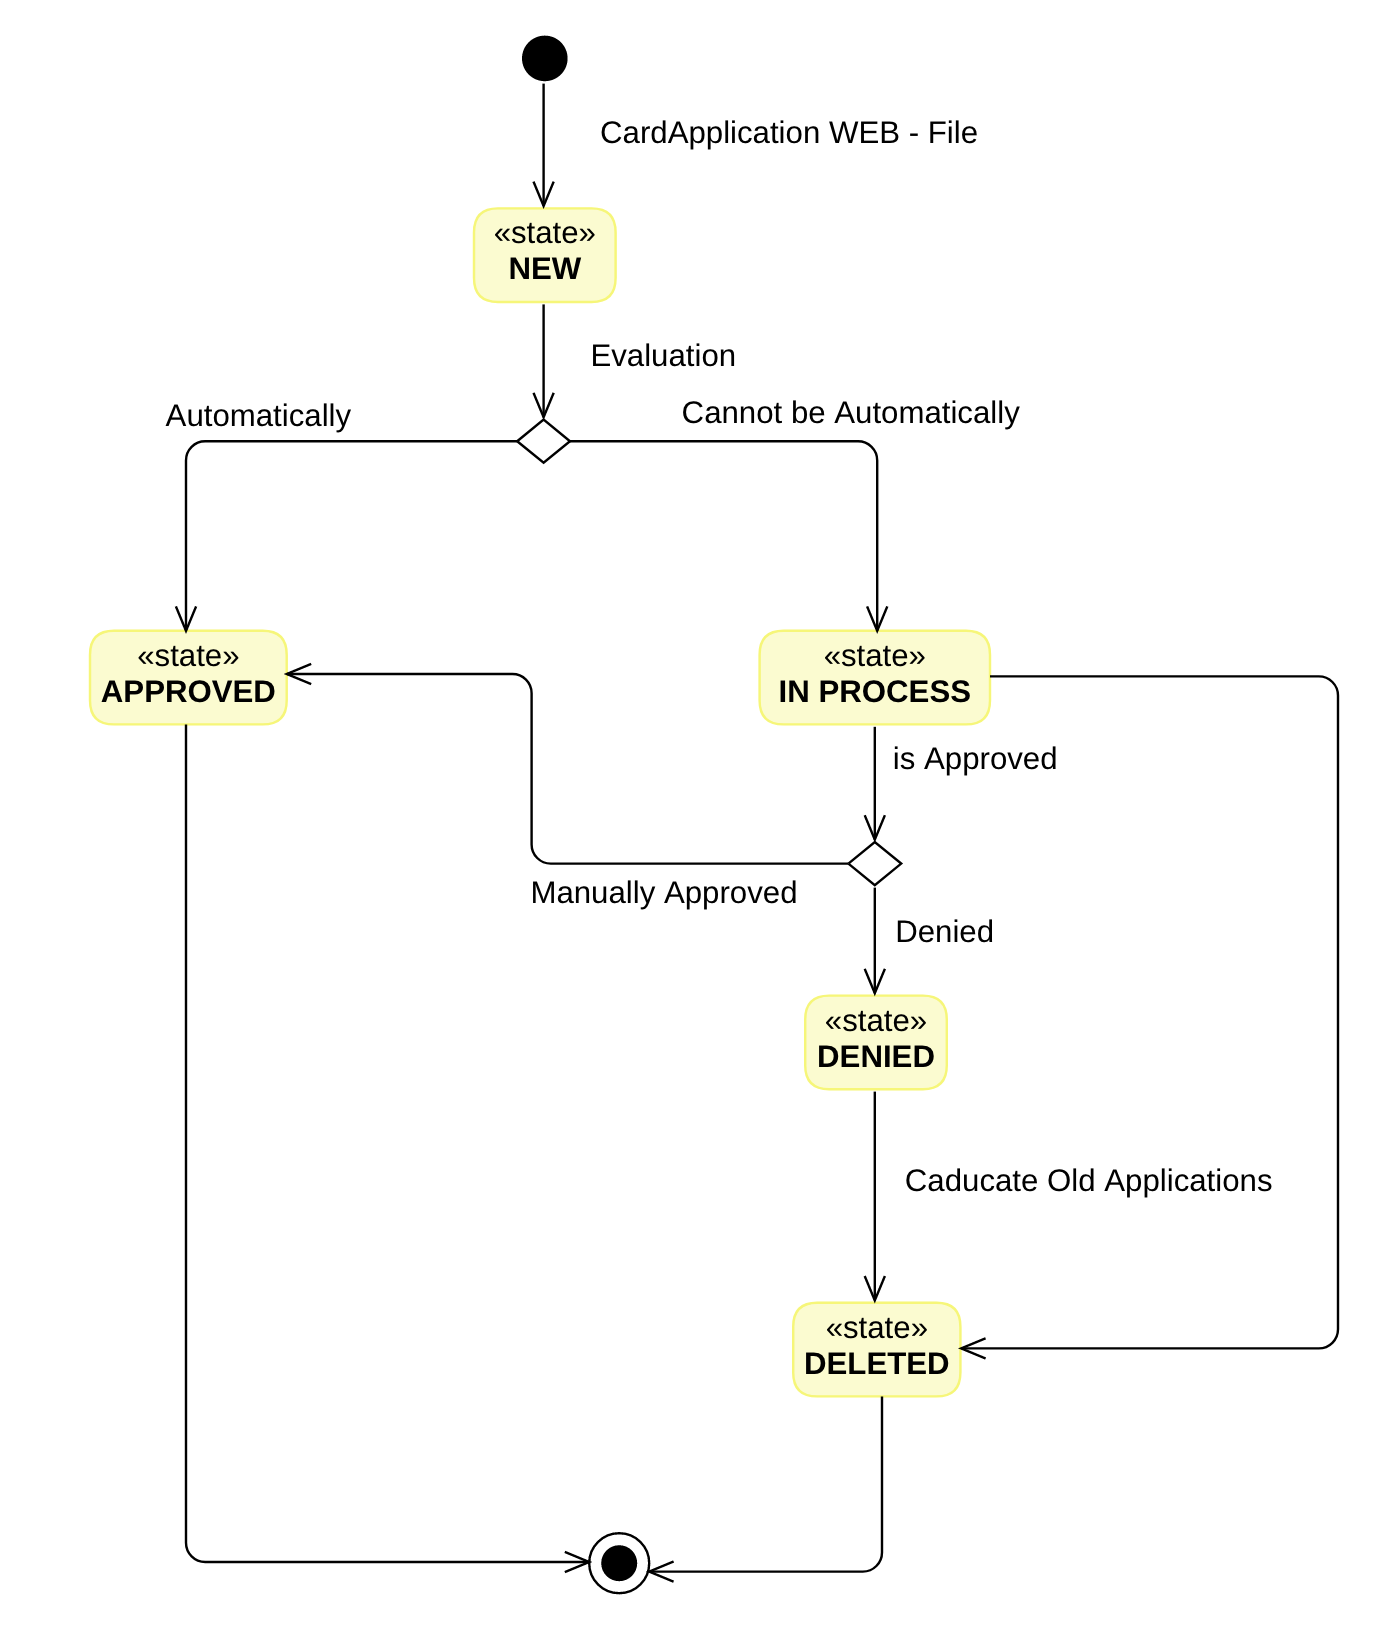 CardApplication WEB - File
«state»
NEW
Evaluation
Automatically
Cannot be Automatically
«state»
APPROVED
«state»
IN PROCESS
is Approved
Manually Approved
Denied
«state»
DENIED
Caducate Old Applications
«state»
DELETED